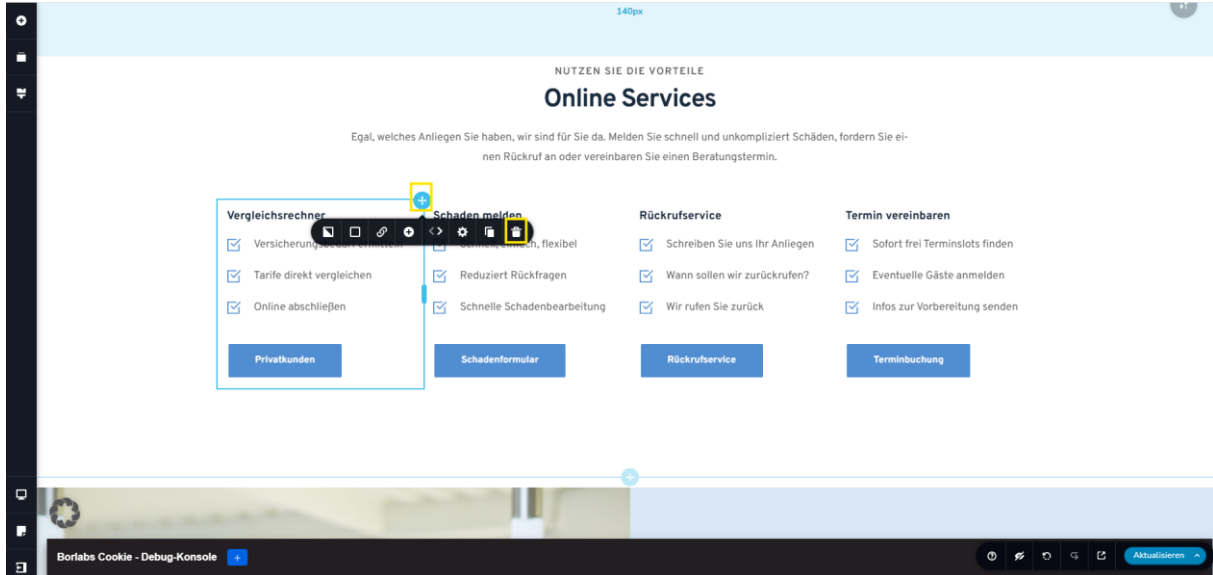 140px
NUTZEN SIE DIE VORTEILE
Online Services
Egal, welches Anliegen Sie haben, wir sind für Sie da. Melden Sie schnell und unkompliziert Schäden, fordern Sie ei-
nen Rückruf an oder vereinbaren Sie einen Beratungstermin.
Vergleichsrechner
Tarife direkt vergleichen
Online abschließen
Privatkunden
Schaden melden
flexibel
Reduziert Rückfragen
Schnelle Schadenbearbeitung
Schadenformular
Rückrufservice
Schreiben Sie uns Ihr Anliegen
Wann sollen wir zurückrufen?
Wir rufen Sie zurück
Rückrufservice
Termin vereinbaren
Sofort frei Terminslots finden
Eventuelle Gäste anmelden
Infos zur Vorbereitung senden
Terminbuchung
Borlabs Cookie - Debug-Konsole
Aktualisieren